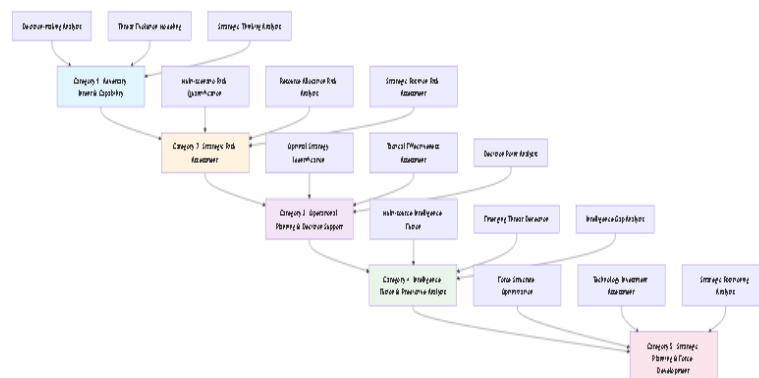 Decision-making Analysis
Threat Evolution Modeling
Strategic Thinking Analysis
Category 1: Adversary
Intent & Capability
Multi-scenario Risk
Quantification
Resource Allocation Risk
Analysis
Strategic Position Risk
Assessment
Category 2: Strategic Risk
Assessment
Optimal Strategy
Identification
Tactical Effectiveness
Assessment
Decision Point Analysis
Category 3: Operational
Planning & Decision Support
Multi-source Intelligence
Fusion
Emerging Threat Detection
Intelligence Gap Analysis
Category 4: Intelligence
Fusion & Predictive Analysis
Force Structure
Optimization
Technology Investment
Assessment
Strategic Positioning
Analysis
Category 5: Strategic
Planning & Force
Development